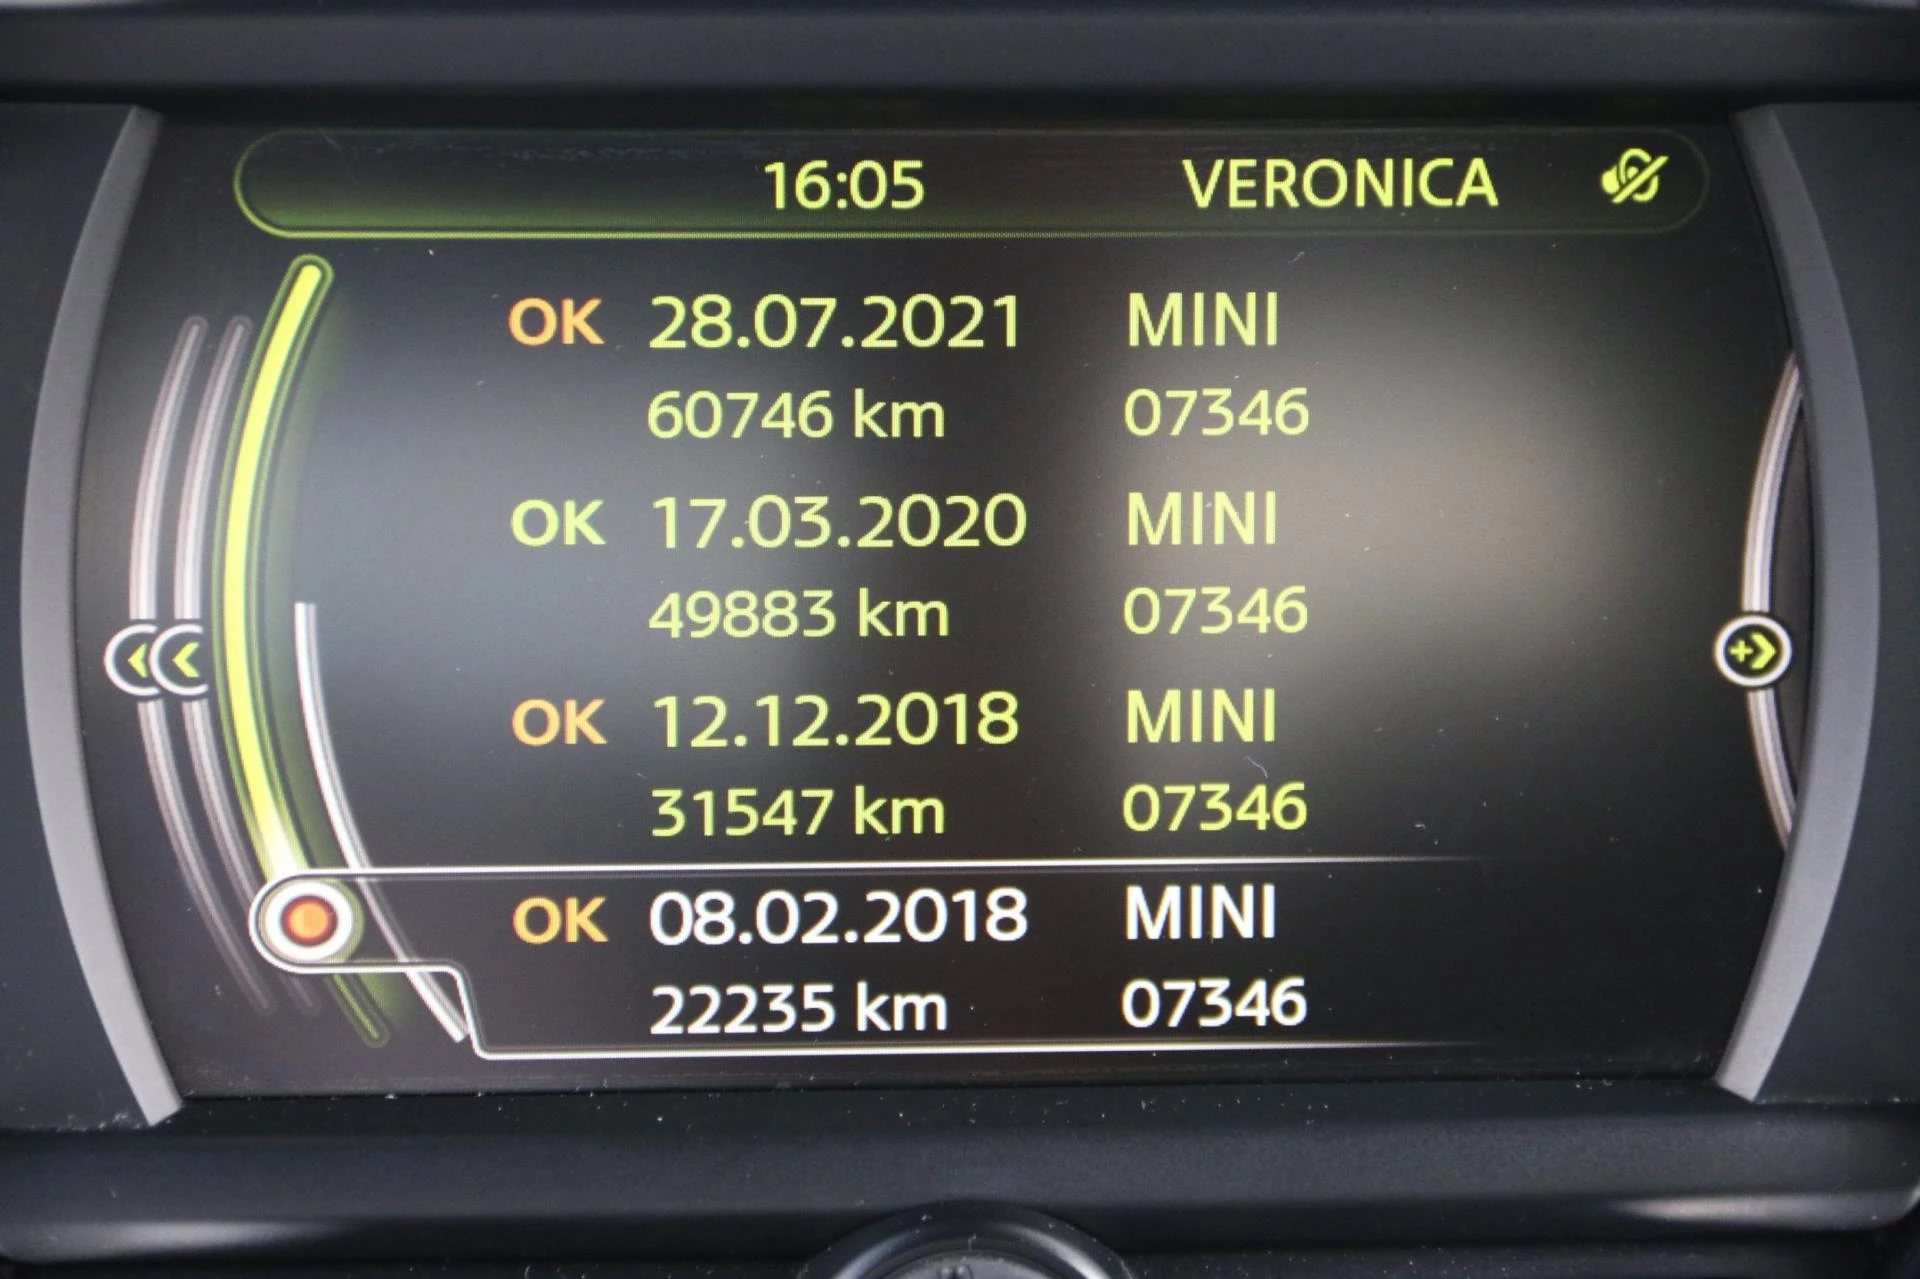 16:05 VERONICA
OK 28.07.2021 MINI
60746 km 07346
OK 17.03.2020 MINI
49883 km 07346
OK 12.12.2018 MINI
31547 km 07346
OK 08.02.2018 MINI
22235 km 07346